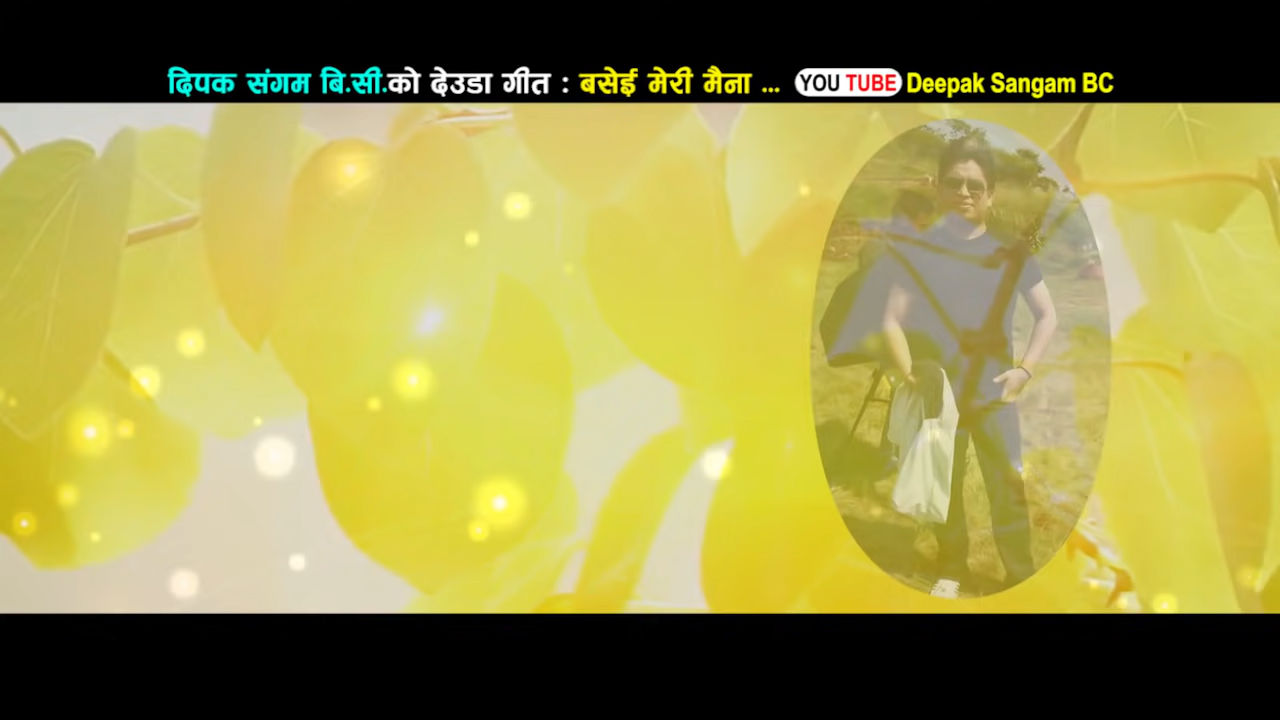 दिपक संगम बि.सी.को देउडा गीत : बसेई मेरी मैना ... YOU TUBE Deepak Sangam BC